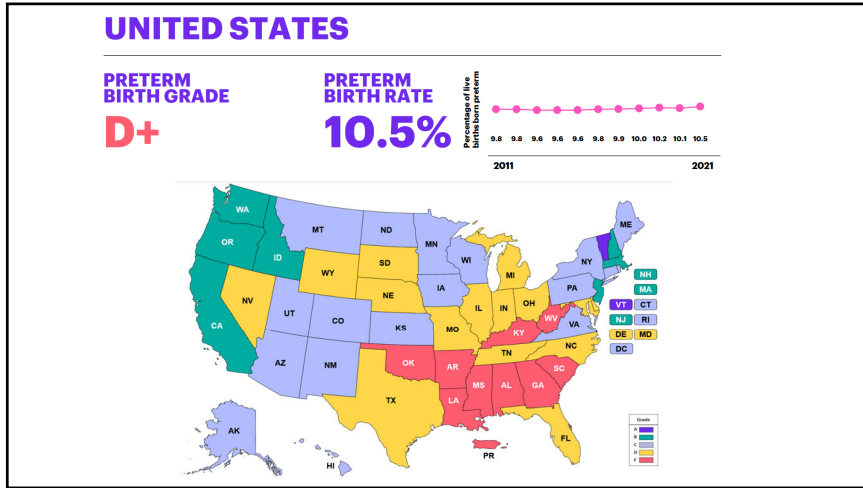 UNITED STATES
PRETERM
BIRTH GRADE
D+
PRETERM
BIRTH RATE
10.5%
Percentage of live
births born preterm
9.8 9.8 9.6 9.6 9.6 9.8 9.9 10.0 10.2 10.1 10.5
2011 2021
WA
MT
ND
MN
ME
OR
ID
SD
WI
NY
WY
MI
IA
PA
NH
MA
NV
NE
IL
IN
OH
VT
CT
UT
CO
KS
MO
WV
VA
NJ
RI
CA
KY
DE
MD
NC
DC
AZ
NM
OK
AR
TN
SC
MS
AL
GA
TX
LA
FL
AK
HI
PR
Grade
A
B
C
D
F